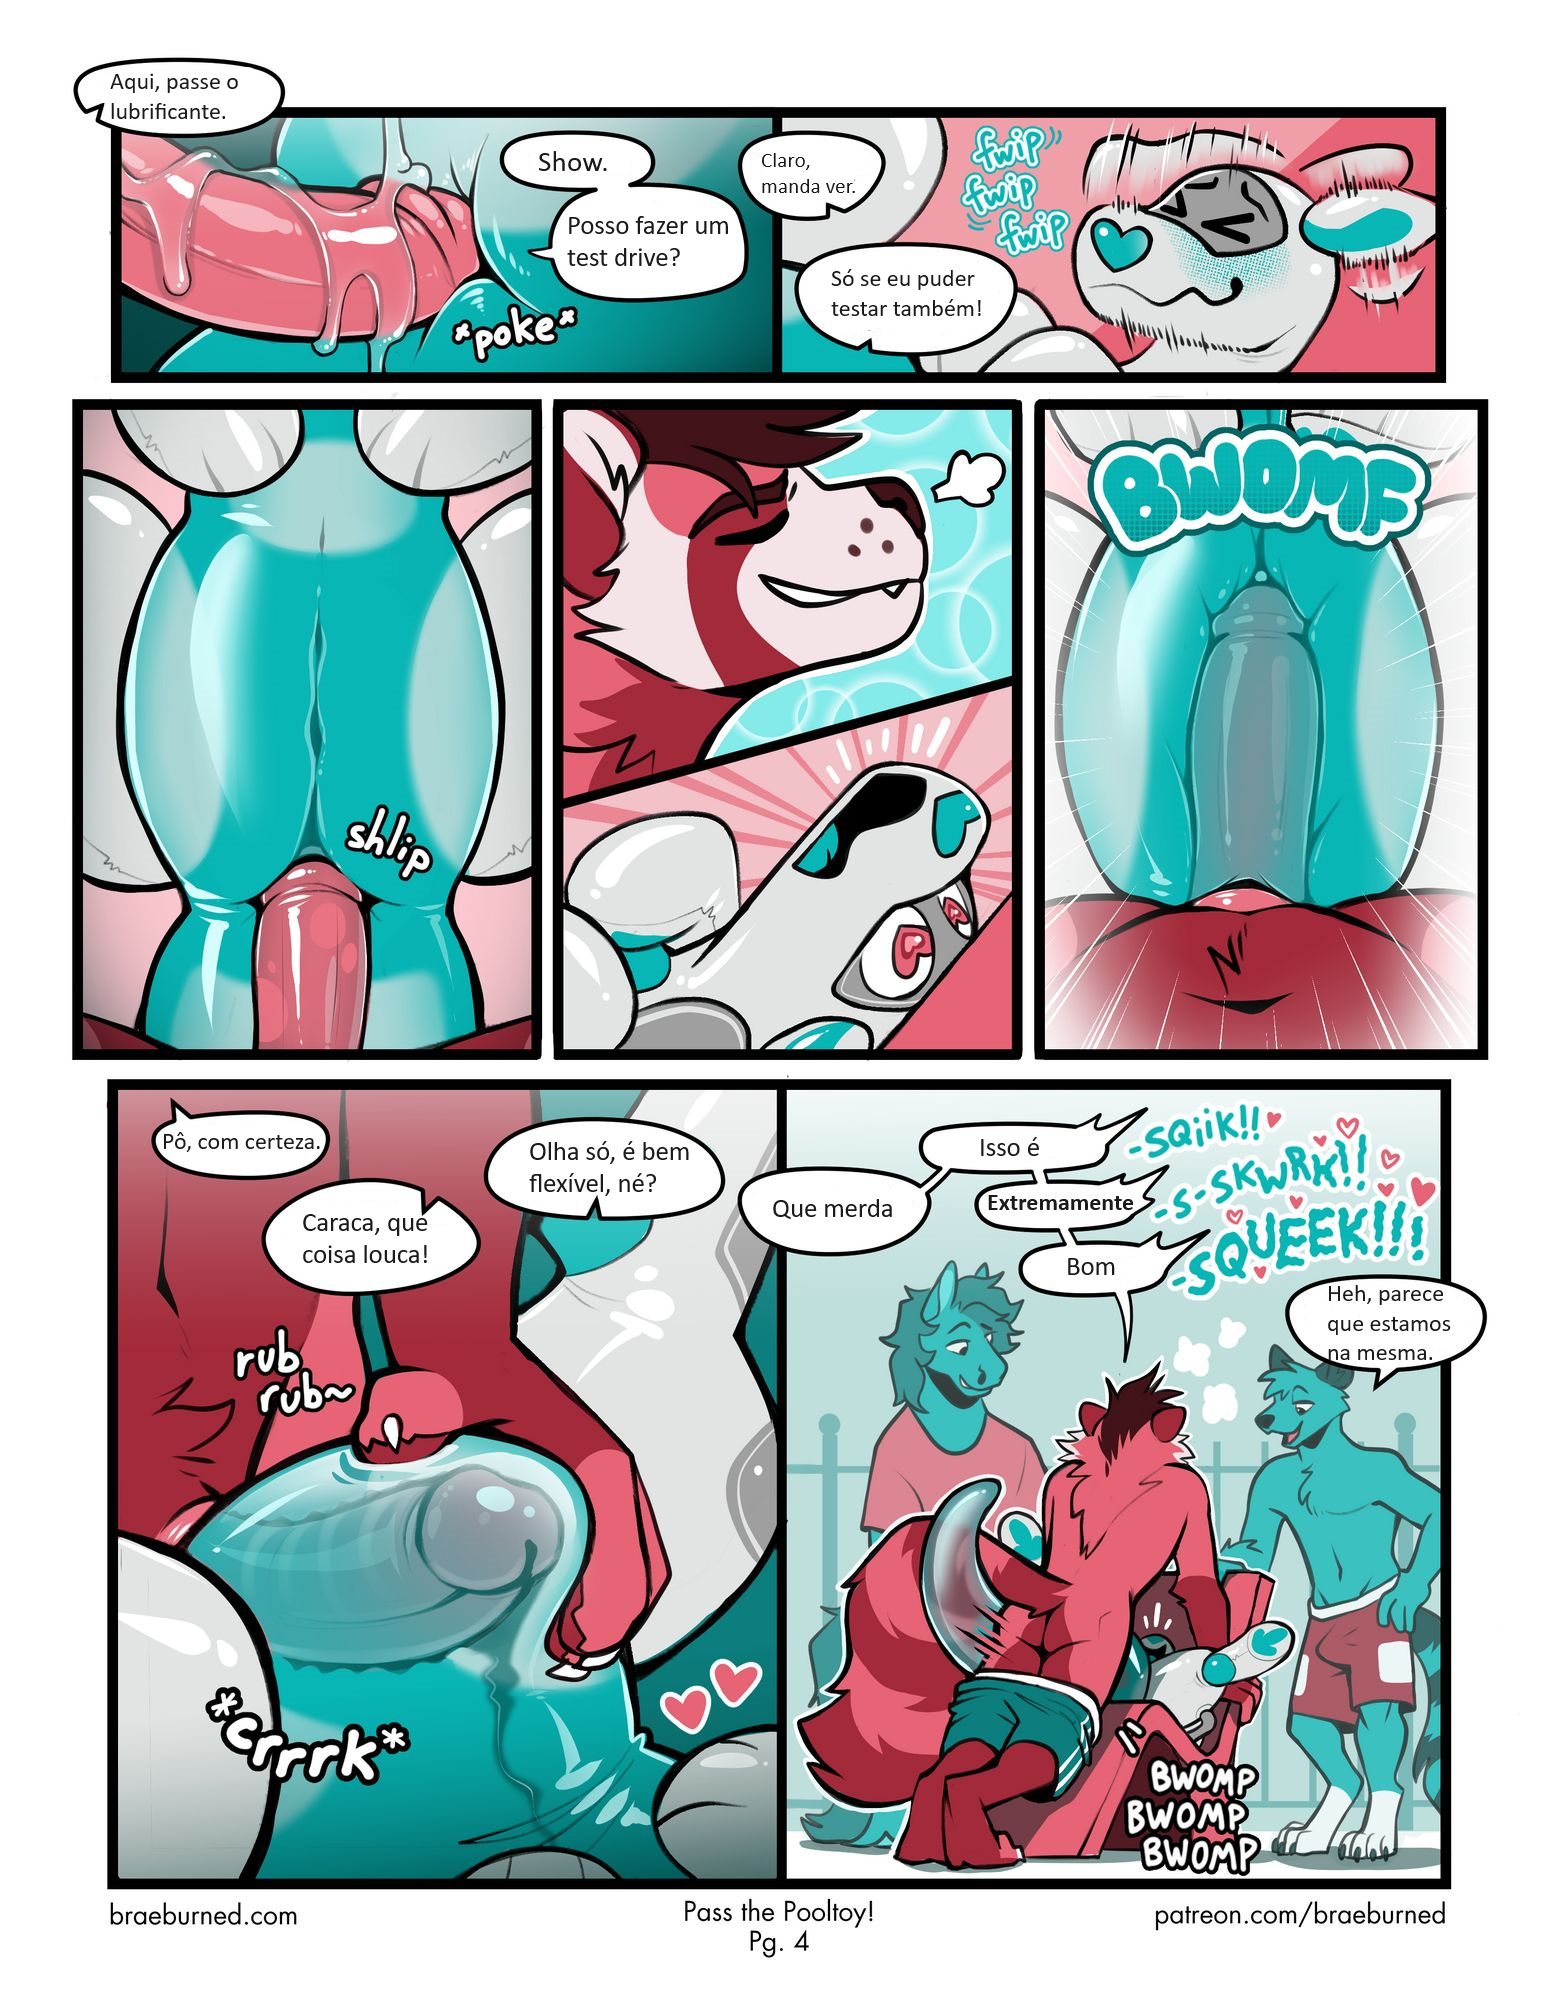 Aqui, passe o
lubrificante.
Show.
Posso fazer um
test drive?
*poke*
Claro,
manda ver.
fwip
fwip
fwip
Só se eu puder
testar também!
shlip
BWOMF
Pô, com certeza.
Caraca, que
coisa louca!
Olha só, é bem
flexível, né?
rub
rub~
*crrrk*
Que merda
Isso é
Extremamente
Bom
-SQiiK!!
-S-SKWRK!!
-SQUEEK!!!
Heh, parece
que estamos
na mesma.
BWOMP
BWOMP
BWOMP
braeburned.com
Pass the Pooltoy!
Pg. 4
patreon.com/braeburned